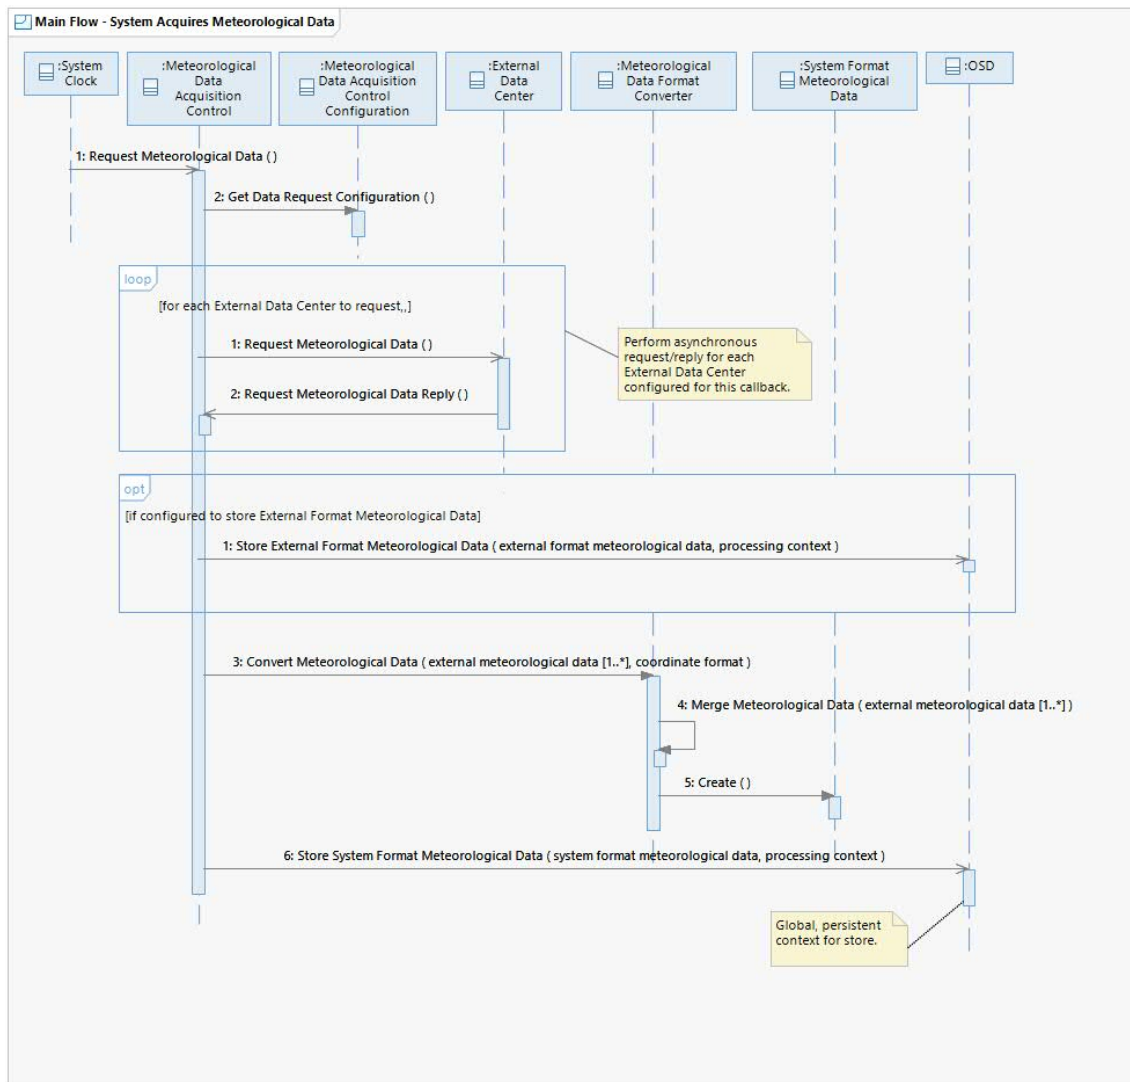 Main Flow - System Acquires Meteorological Data
:System
Clock
:Meteorological
Data
Acquisition
Control
:Meteorological
Data Acquisition
Control
Configuration
:External
Data
Center
:Meteorological
Data Format
Converter
:System Format
Meteorological
Data
:OSD
1: Request Meteorological Data ( )
2: Get Data Request Configuration ( )
loop
[for each External Data Center to request,,]
1: Request Meteorological Data ( )
2: Request Meteorological Data Reply ( )
Perform asynchronous
request/reply for each
External Data Center
configured for this callback.
opt
[if configured to store External Format Meteorological Data]
1: Store External Format Meteorological Data ( external format meteorological data, processing context )
3: Convert Meteorological Data ( external meteorological data [1..*], coordinate format )
4: Merge Meteorological Data ( external meteorological data [1..*] )
5: Create ( )
6: Store System Format Meteorological Data ( system format meteorological data, processing context )
Global, persistent
context for store.